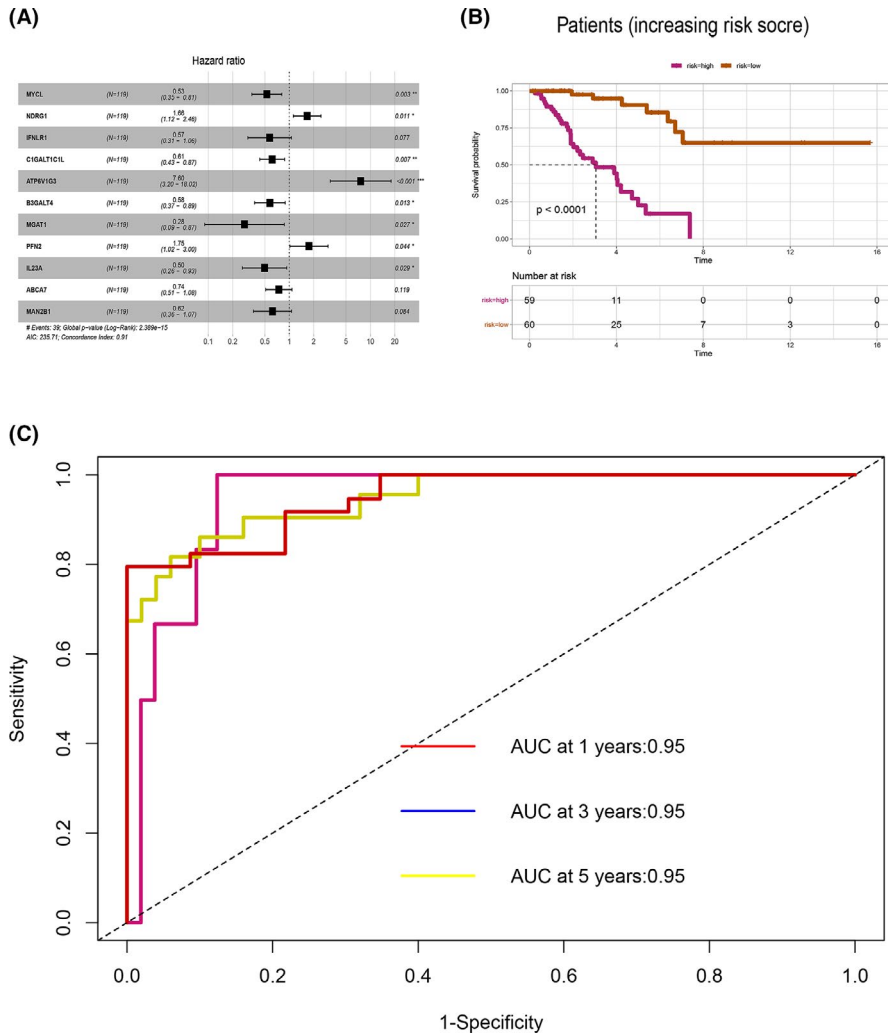 (A)
Hazard ratio
MYCL (N=119) 0.53 (0.35 – 0.81) 0.003 **
NDRG1 (N=119) 1.66 (1.12 – 2.46) 0.011 *
IFNLR1 (N=119) 0.57 (0.31 – 1.06) 0.077
C1GALT1C1L (N=119) 0.61 (0.43 – 0.87) 0.007 **
ATP6V1G3 (N=119) 7.60 (3.20 – 18.02) <0.001 ***
B3GALT4 (N=119) 0.58 (0.37 – 0.89) 0.013 *
MGAT1 (N=119) 0.28 (0.09 – 0.87) 0.027 *
PFN2 (N=119) 1.75 (1.02 – 3.00) 0.044 *
IL23A (N=119) 0.50 (0.26 – 0.93) 0.029 *
ABCA7 (N=119) 0.74 (0.51 – 1.08) 0.119
MAN2B1 (N=119) 0.62 (0.36 – 1.07) 0.084
# Events: 39; Global p-value (Log-Rank): 2.389e-15
AIC: 235.71; Concordance Index: 0.91
0.1 0.2 0.5 1 2 5 10 20
(B)
Patients (increasing risk socre)
risk=high risk=low
Survival probability
1.00
0.75
0.50
0.25
0.00
p < 0.0001
0 4 8 12 16
Time
Number at risk
risk=high 59 11 0 0 0
risk=low 60 25 7 3 0
0 4 8 12 16
Time
(C)
Sensitivity
1.0
0.8
0.6
0.4
0.2
0.0
AUC at 1 years:0.95
AUC at 3 years:0.95
AUC at 5 years:0.95
0.0 0.2 0.4 0.6 0.8 1.0
1-Specificity